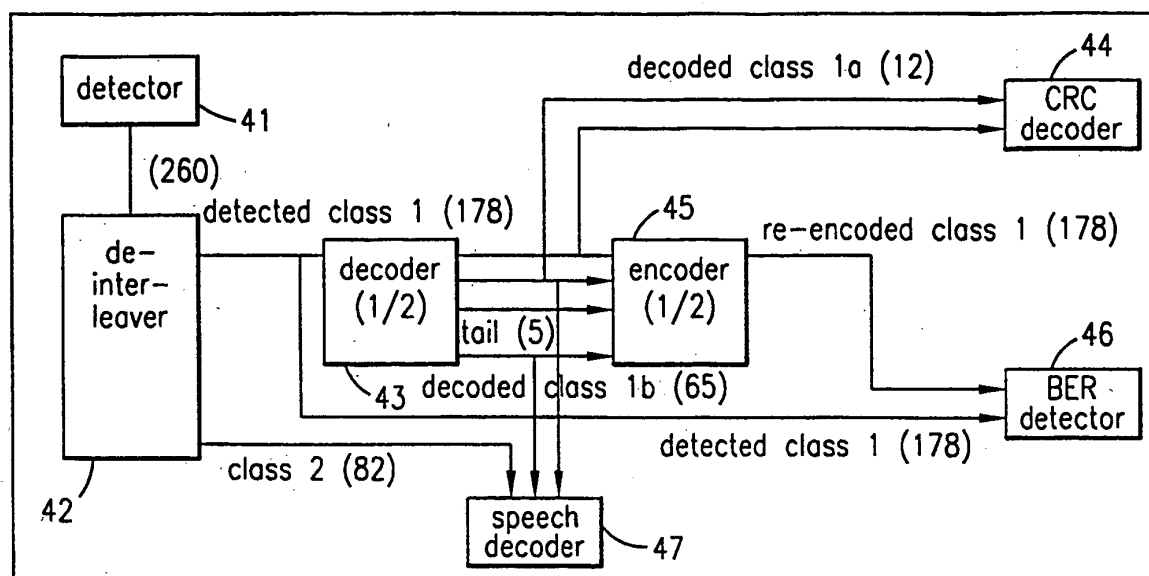 detector
41
(260)
de-
inter-
leaver
42
detected class 1 (178)
decoder
(1/2)
43
tail (5)
decoded class 1b (65)
class 2 (82)
decoded class 1a (12)
44
CRC
decoder
45
encoder
(1/2)
re-encoded class 1 (178)
46
BER
detector
detected class 1 (178)
speech
decoder
47